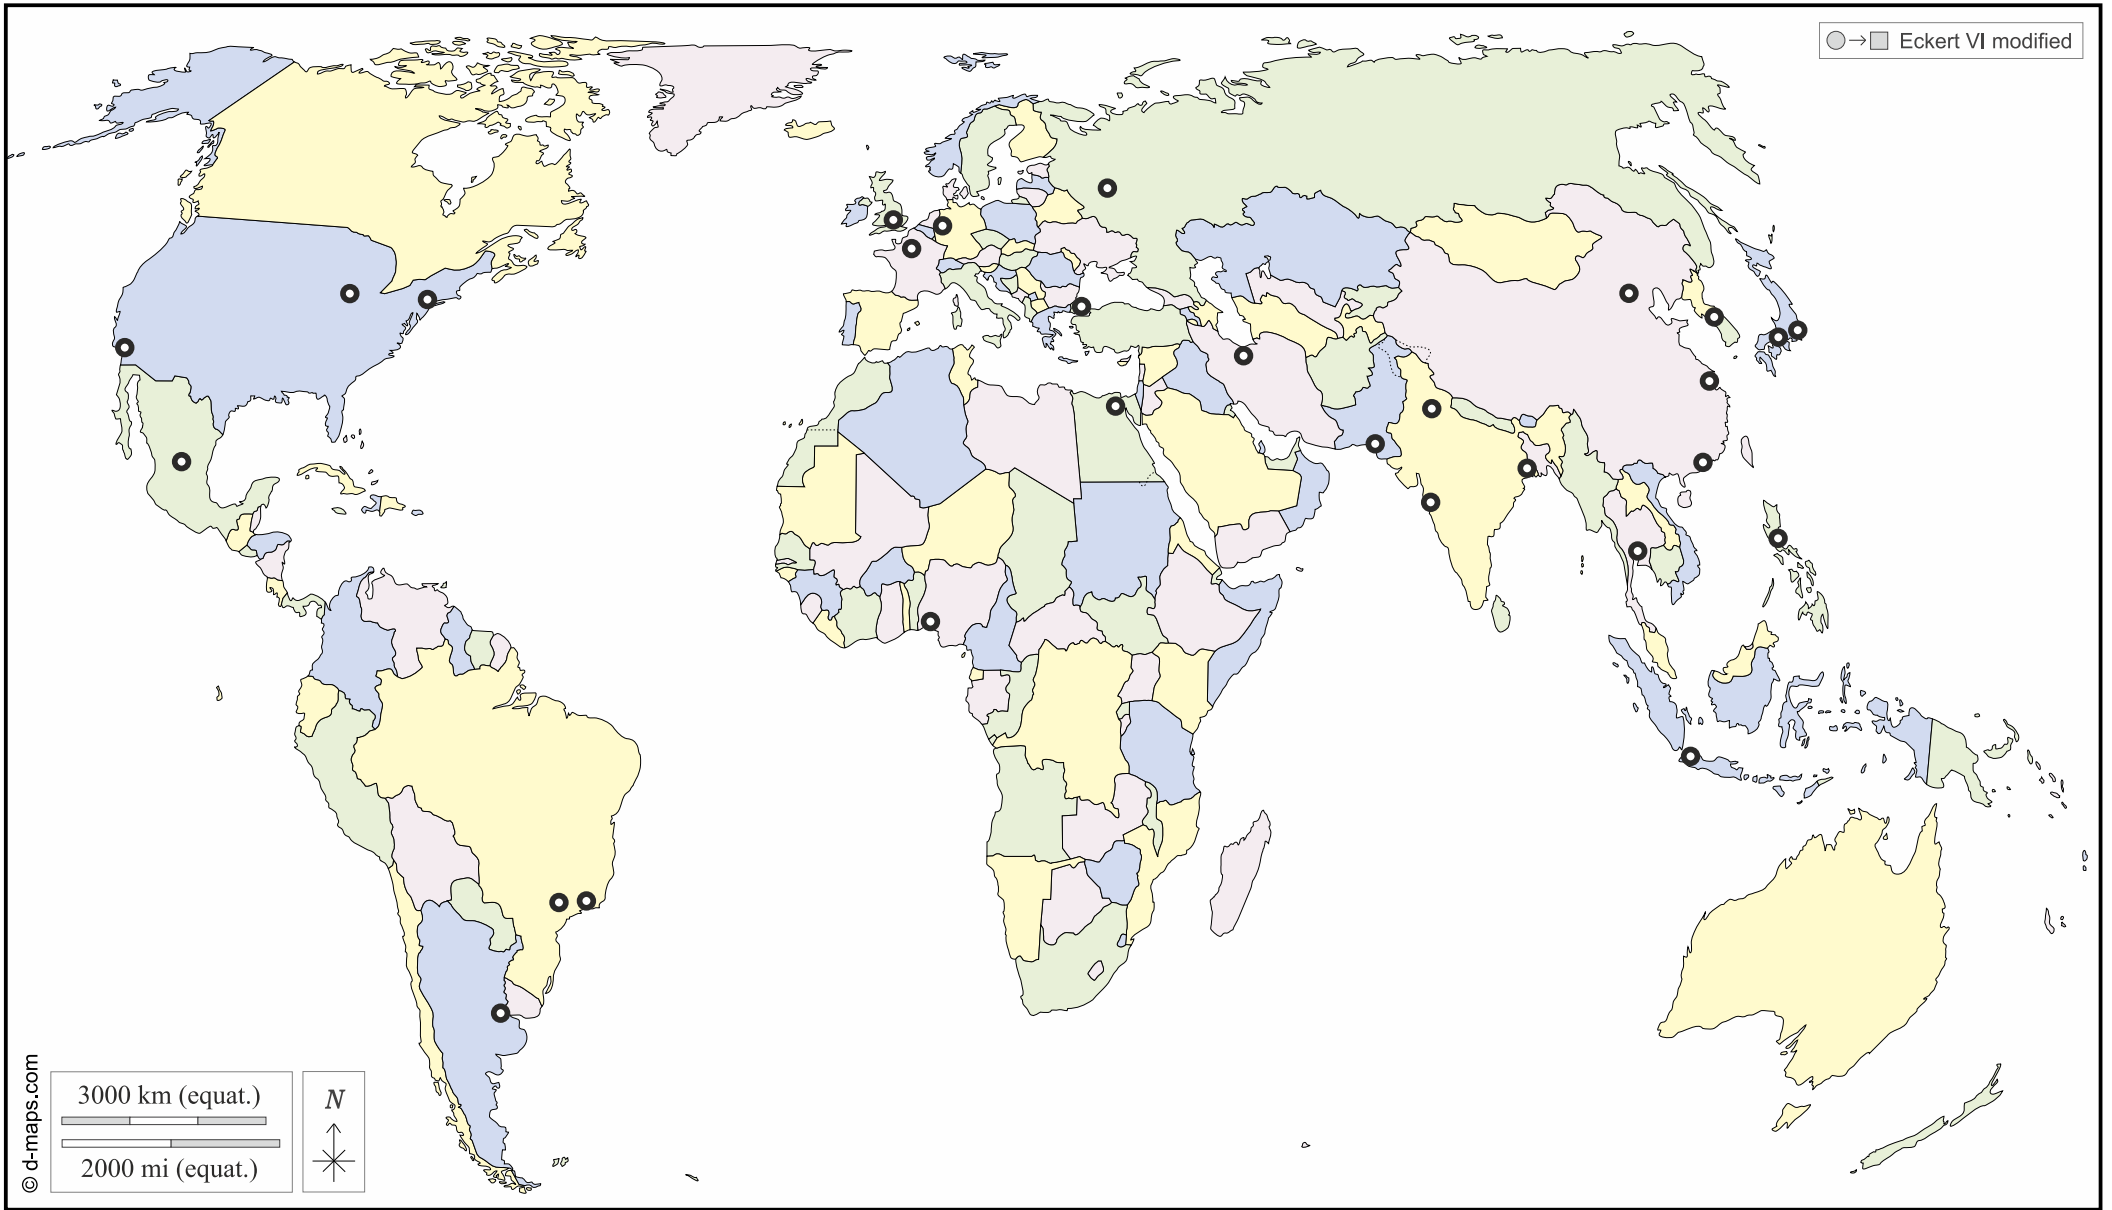 → Eckert VI modified
3000 km (equat.)
2000 mi (equat.)
N
© d-maps.com